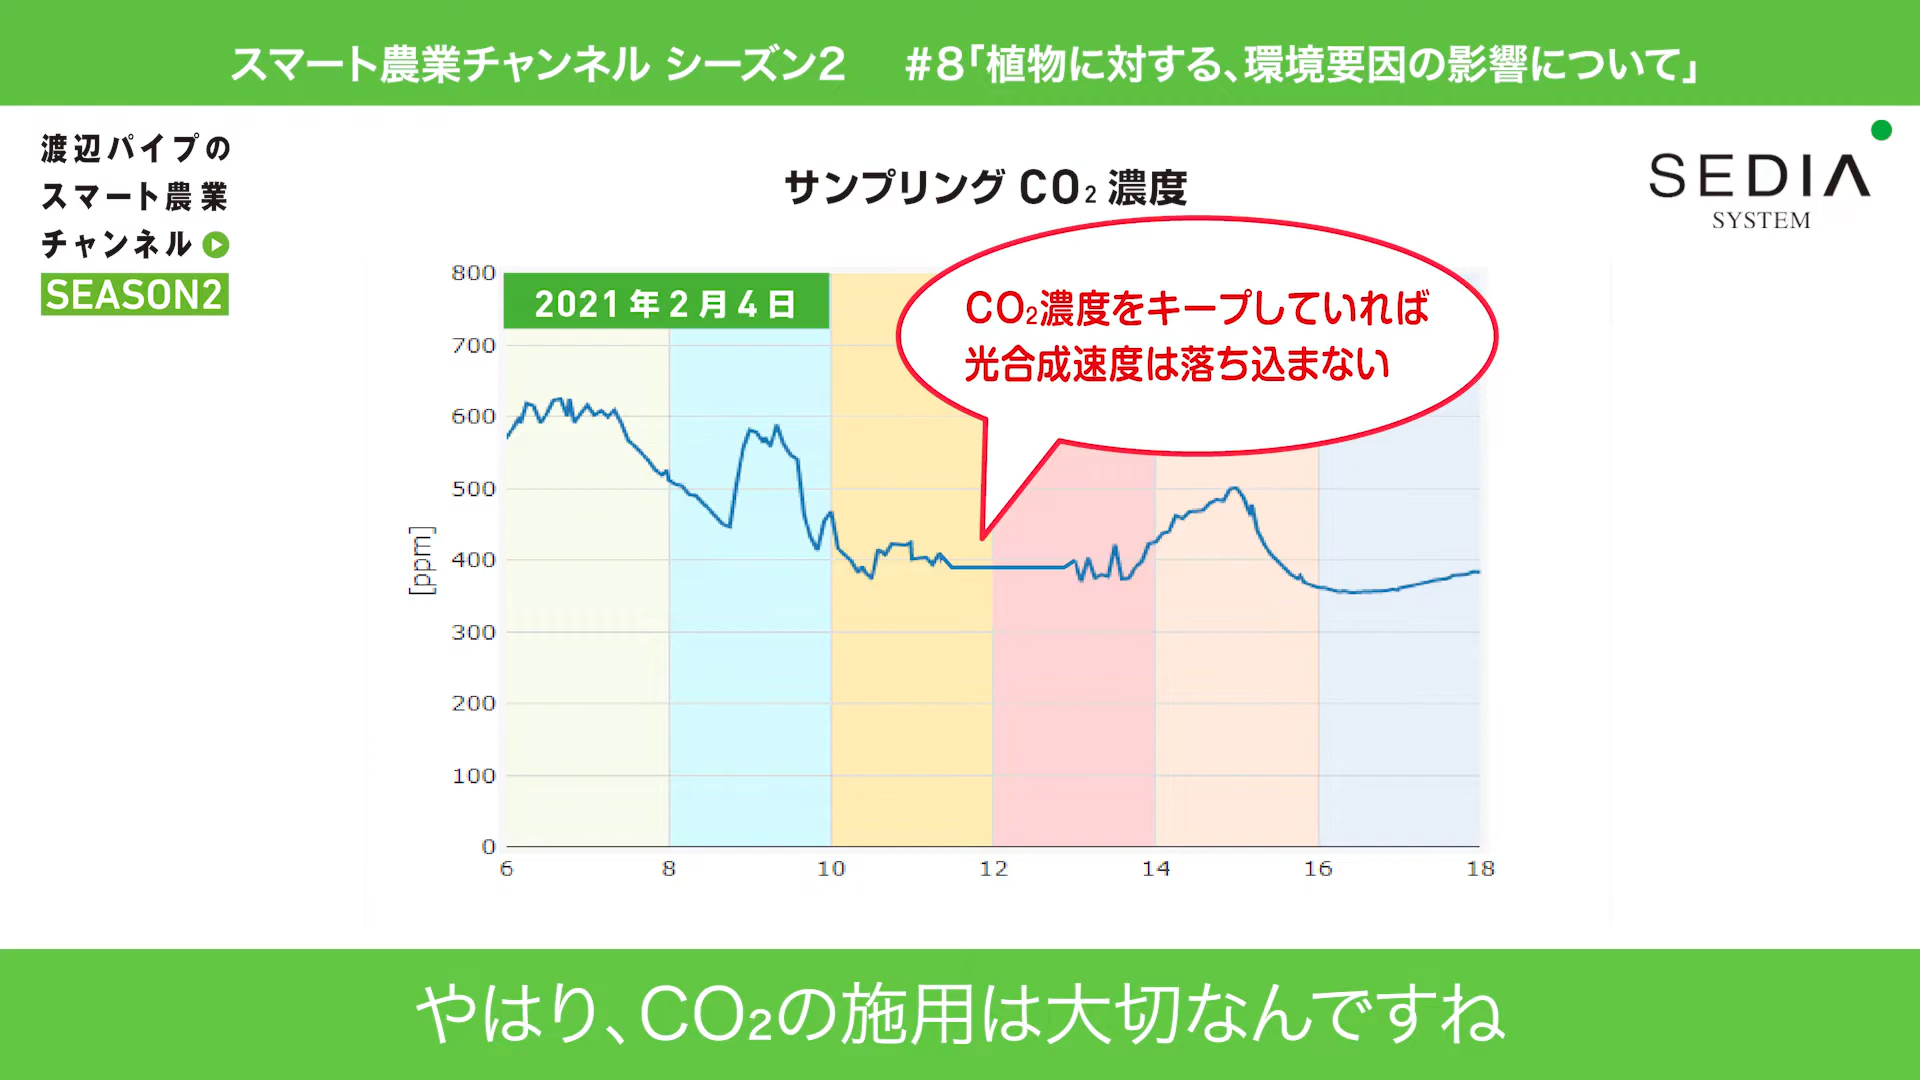 スマート農業チャンネル シーズン2 #8「植物に対する、環境要因の影響について」
渡辺パイプの
スマート農業
チャンネル
SEASON2
SEDIA
SYSTEM
サンプリング CO₂ 濃度
2021年2月4日
CO₂濃度をキープしていれば
光合成速度は落ち込まない
[ppm]
800
700
600
500
400
300
200
100
0
6 8 10 12 14 16 18
やはり、CO₂の施用は大切なんですね